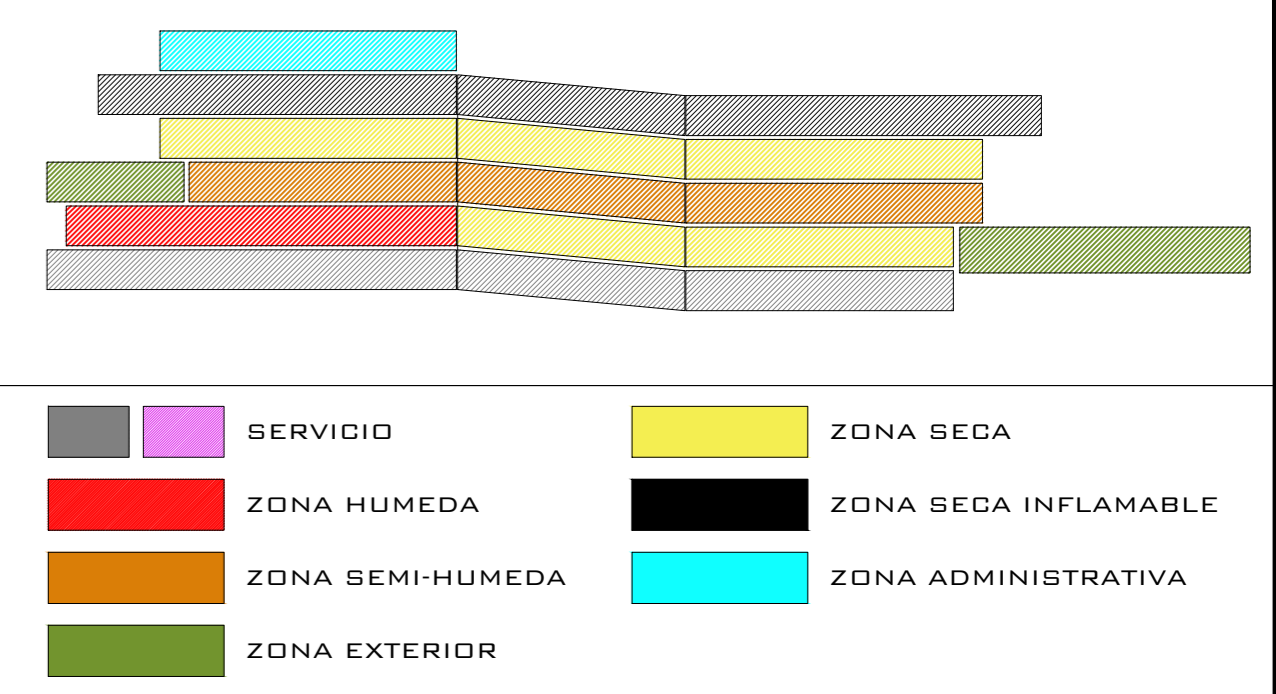 SERVICIO
ZONA HUMEDA
ZONA SEMI-HUMEDA
ZONA EXTERIOR
ZONA SECA
ZONA SECA INFLAMABLE
ZONA ADMINISTRATIVA